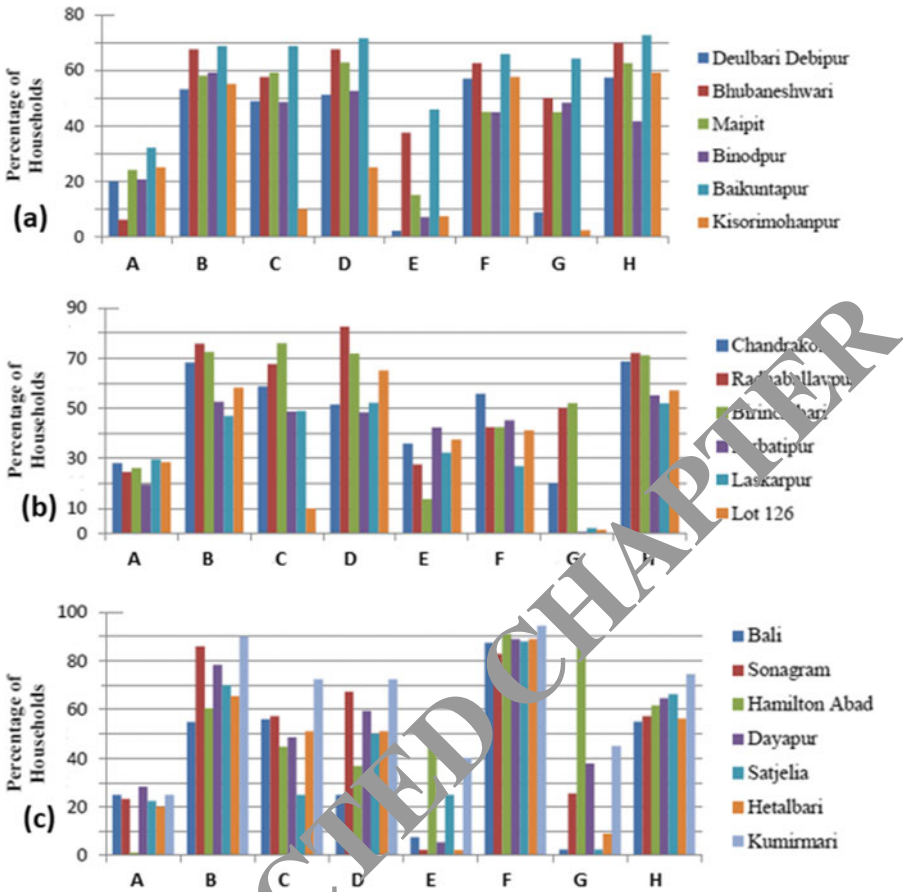 Percentage of
Households
80
60
40
20
0
(a)
A B C D E F G H
Deulbari Debipur
Bhubaneshwari
Maipit
Binodpur
Baikuntapur
Kisorimohanpur
Percentage of
Households
90
70
50
30
10
0
(b)
A B C D E F G H
Laskarpur
Lot 126
Percentage of
Households
100
80
60
40
20
0
(c)
A B C D E F G H
Bali
Sonagram
Hamilton Abad
Dayapur
Satjelia
Hetalbari
Kumirmari
CTED CHAPTER